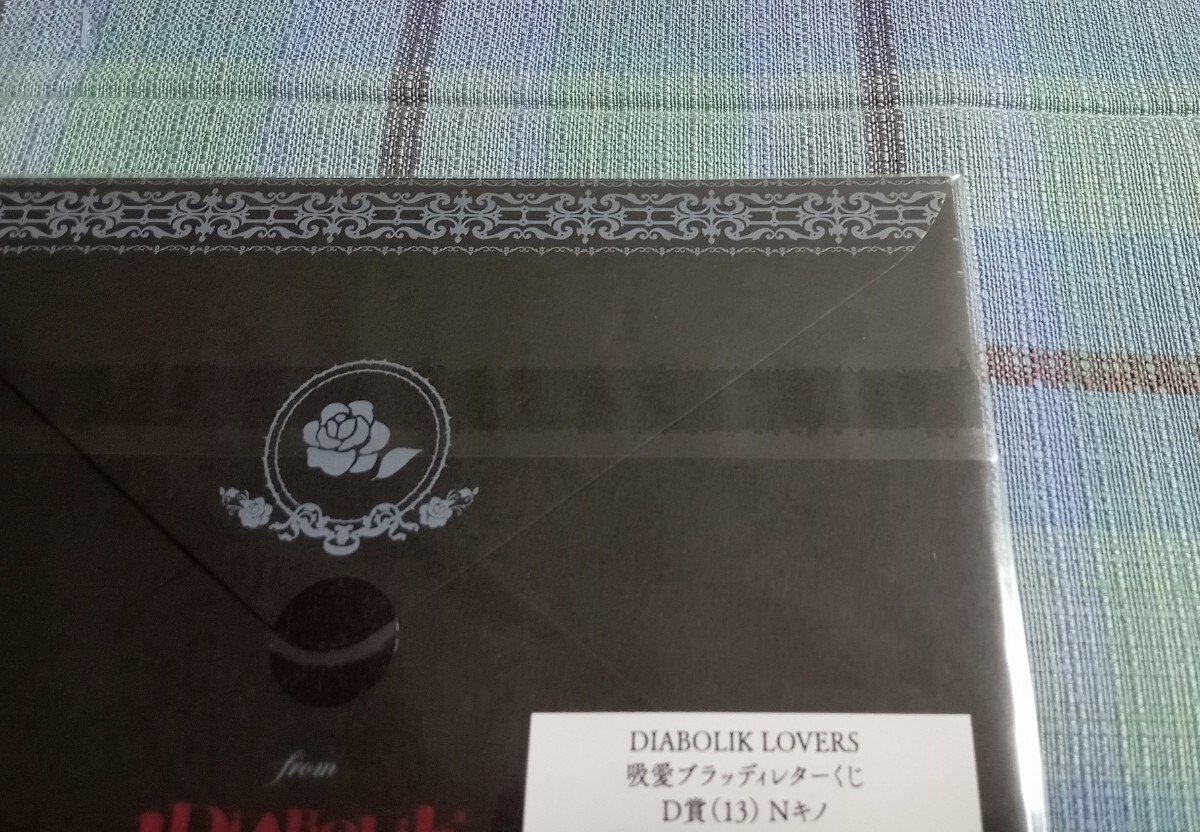 from
DIABOLIK
DIABOLIK LOVERS
吸愛ブラッディレターくじ
D賞(13) Nキノ